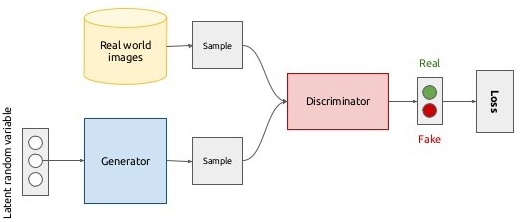 Real world
images
Sample
Latent random variable
Generator
Sample
Discriminator
Real
Fake
Loss